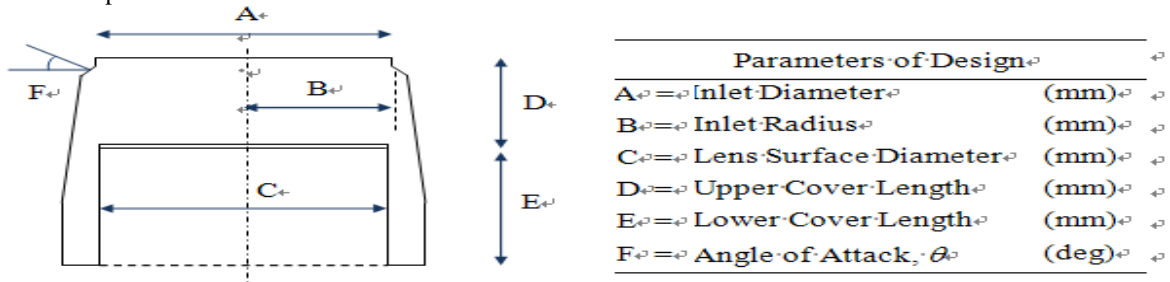 A
F
B
D
C
E
Parameters of Design
A = Inlet Diameter (mm)
B = Inlet Radius (mm)
C = Lens Surface Diameter (mm)
D = Upper Cover Length (mm)
E = Lower Cover Length (mm)
F = Angle of Attack, θ (deg)